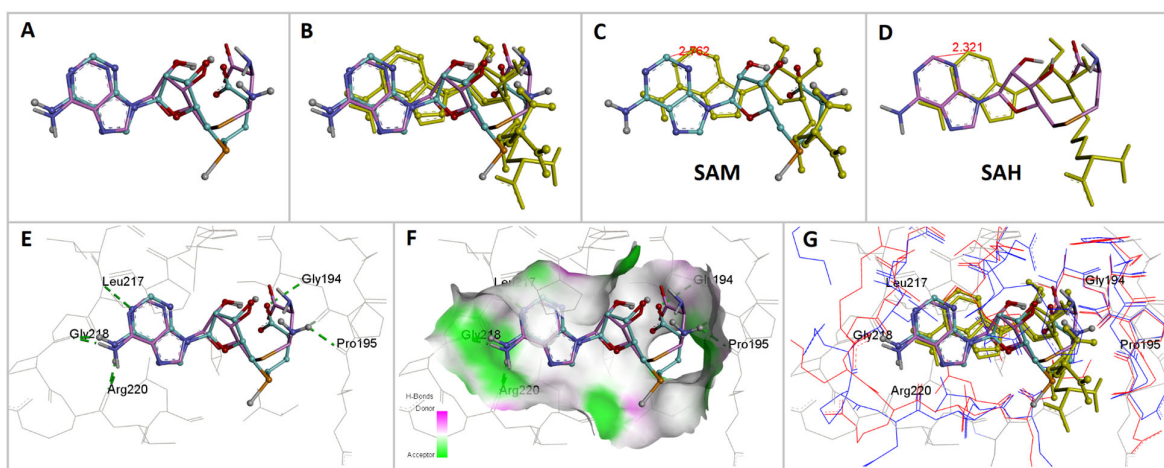 A
B
C
D
2.762
2.321
SAM
SAH
E
F
G
Leu217
Gly194
Gly218
Pro195
Arg220
Leu217
Gly194
Gly218
Pro195
Arg220
H-Bonds
Donor
Acceptor
Leu217
Gly194
Gly218
Pro195
Arg220